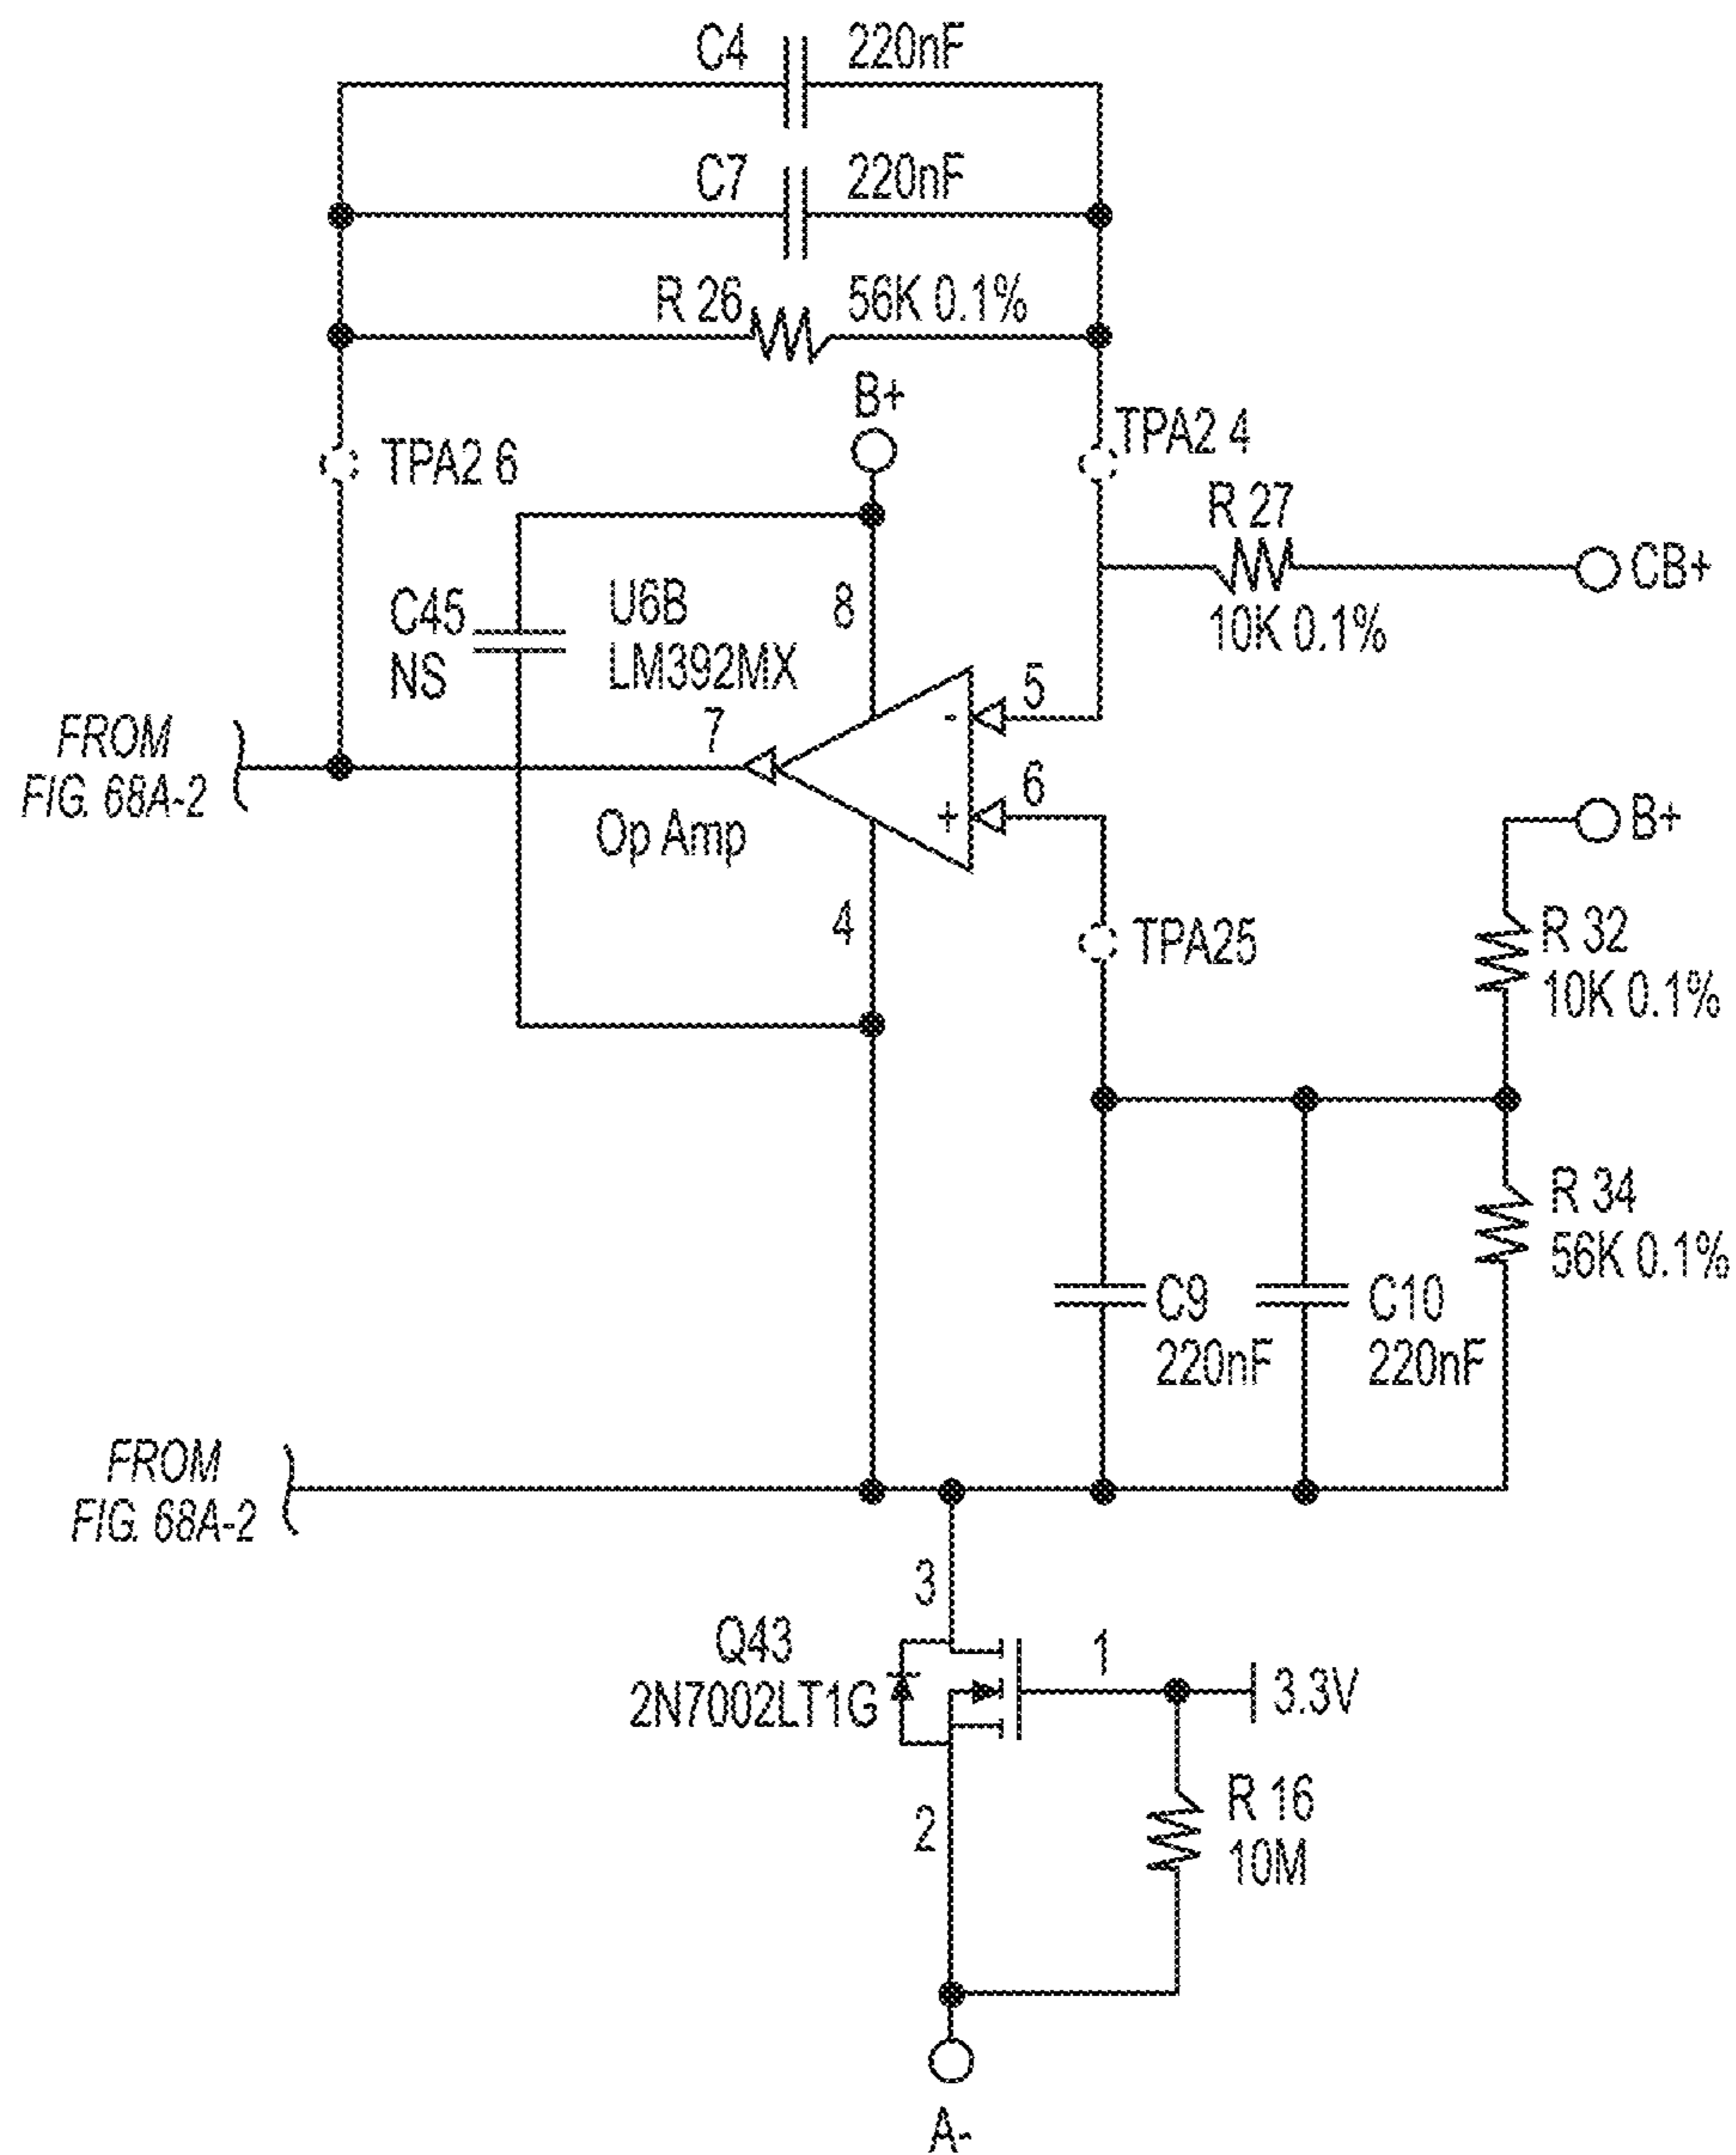 C4 220nF
C7 220nF
R 26 56K 0.1%
B+
TPA2 6
TPA2 4
R 27
10K 0.1%
CB+
C45
NS
U6B
LM392MX
8
7
5
-
6
+
Op Amp
4
FROM
FIG. 68A-2
B+
TPA25
R 32
10K 0.1%
R 34
56K 0.1%
C9
220nF
C10
220nF
FROM
FIG. 68A-2
3
Q43
2N7002LT1G
1
3.3V
2
R 16
10M
A-